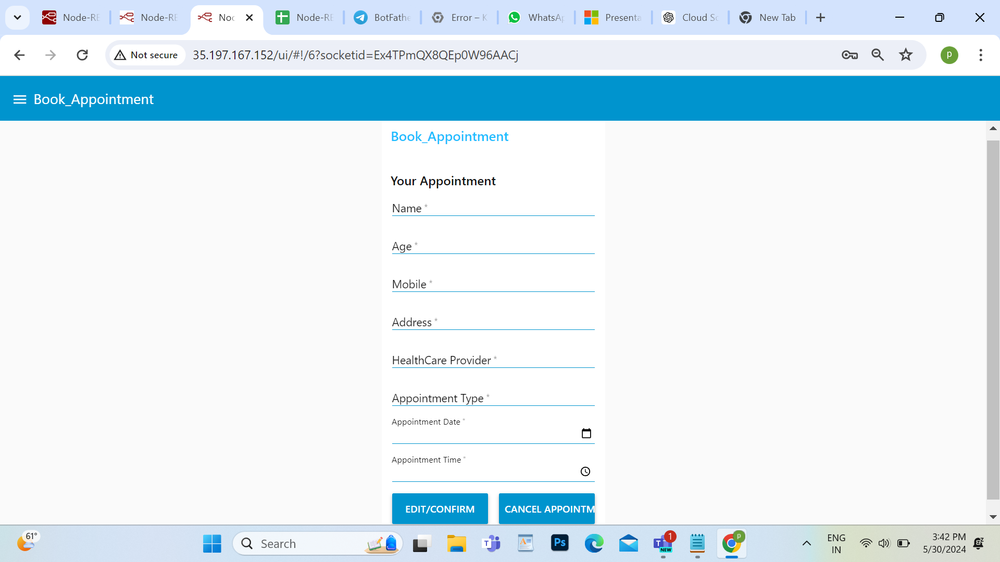 Node-RE
Node-RE
Noc
Node-RE
BotFathe
Error – K
WhatsAp
Presenta
Cloud Sc
New Tab
Not secure
35.197.167.152/ui/#!/6?socketid=Ex4TPmQX8QEp0W96AACj
p
Book_Appointment
Book_Appointment
Your Appointment
Name *
Age *
Mobile *
Address *
HealthCare Provider *
Appointment Type *
Appointment Date *
Appointment Time *
EDIT/CONFIRM
CANCEL APPOINTM
61°
Search
T
Ps
T
1
NEW
p
ENG
IN
3:42 PM
5/30/2024